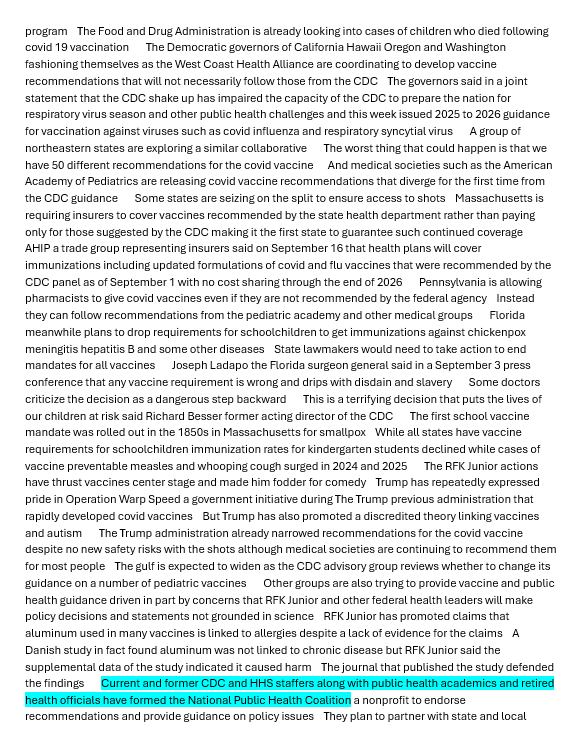 program The Food and Drug Administration is already looking into cases of children who died following
covid 19 vaccination The Democratic governors of California Hawaii Oregon and Washington
fashioning themselves as the West Coast Health Alliance are coordinating to develop vaccine
recommendations that will not necessarily follow those from the CDC The governors said in a joint
statement that the CDC shake up has impaired the capacity of the CDC to prepare the nation for
respiratory virus season and other public health challenges and this week issued 2025 to 2026 guidance
for vaccination against viruses such as covid influenza and respiratory syncytial virus A group of
northeastern states are exploring a similar collaborative The worst thing that could happen is that we
have 50 different recommendations for the covid vaccine And medical societies such as the American
Academy of Pediatrics are releasing covid vaccine recommendations that diverge for the first time from
the CDC guidance Some states are seizing on the split to ensure access to shots Massachusetts is
requiring insurers to cover vaccines recommended by the state health department rather than paying
only for those suggested by the CDC making it the first state to guarantee such continued coverage
AHIP a trade group representing insurers said on September 16 that health plans will cover
immunizations including updated formulations of covid and flu vaccines that were recommended by the
CDC panel as of September 1 with no cost sharing through the end of 2026 Pennsylvania is allowing
pharmacists to give covid vaccines even if they are not recommended by the federal agency Instead
they can follow recommendations from the pediatric academy and other medical groups Florida
meanwhile plans to drop requirements for schoolchildren to get immunizations against chickenpox
meningitis hepatitis B and some other diseases State lawmakers would need to take action to end
mandates for all vaccines Joseph Ladapo the Florida surgeon general said in a September 3 press
conference that any vaccine requirement is wrong and drips with disdain and slavery Some doctors
criticize the decision as a dangerous step backward This is a terrifying decision that puts the lives of
our children at risk said Richard Besser former acting director of the CDC The first school vaccine
mandate was rolled out in the 1850s in Massachusetts for smallpox While all states have vaccine
requirements for schoolchildren immunization rates for kindergarten students declined while cases of
vaccine preventable measles and whooping cough surged in 2024 and 2025 The RFK Junior actions
have thrust vaccines center stage and made him fodder for comedy Trump has repeatedly expressed
pride in Operation Warp Speed a government initiative during The Trump previous administration that
rapidly developed covid vaccines But Trump has also promoted a discredited theory linking vaccines
and autism The Trump administration already narrowed recommendations for the covid vaccine
despite no new safety risks with the shots although medical societies are continuing to recommend them
for most people The gulf is expected to widen as the CDC advisory group reviews whether to change its
guidance on a number of pediatric vaccines Other groups are also trying to provide vaccine and public
health guidance driven in part by concerns that RFK Junior and other federal health leaders will make
policy decisions and statements not grounded in science RFK Junior has promoted claims that
aluminum used in many vaccines is linked to allergies despite a lack of evidence for the claims A
Danish study in fact found aluminum was not linked to chronic disease but RFK Junior said the
supplemental data of the study indicated it caused harm The journal that published the study defended
the findings Current and former CDC and HHS staffers along with public health academics and retired
health officials have formed the National Public Health Coalition a nonprofit to endorse
recommendations and provide guidance on policy issues They plan to partner with state and local